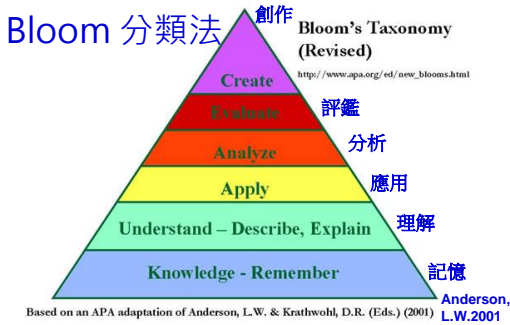 Bloom 分類法
創作
Bloom's Taxonomy
(Revised)
http://www.apa.org/ed/new_blooms.html
Create
Evaluate
評鑑
Analyze
分析
Apply
應用
Understand – Describe, Explain
理解
Knowledge - Remember
記憶
Anderson,
L.W.2001
Based on an APA adaptation of Anderson, L.W. & Krathwohl, D.R. (Eds.) (2001)